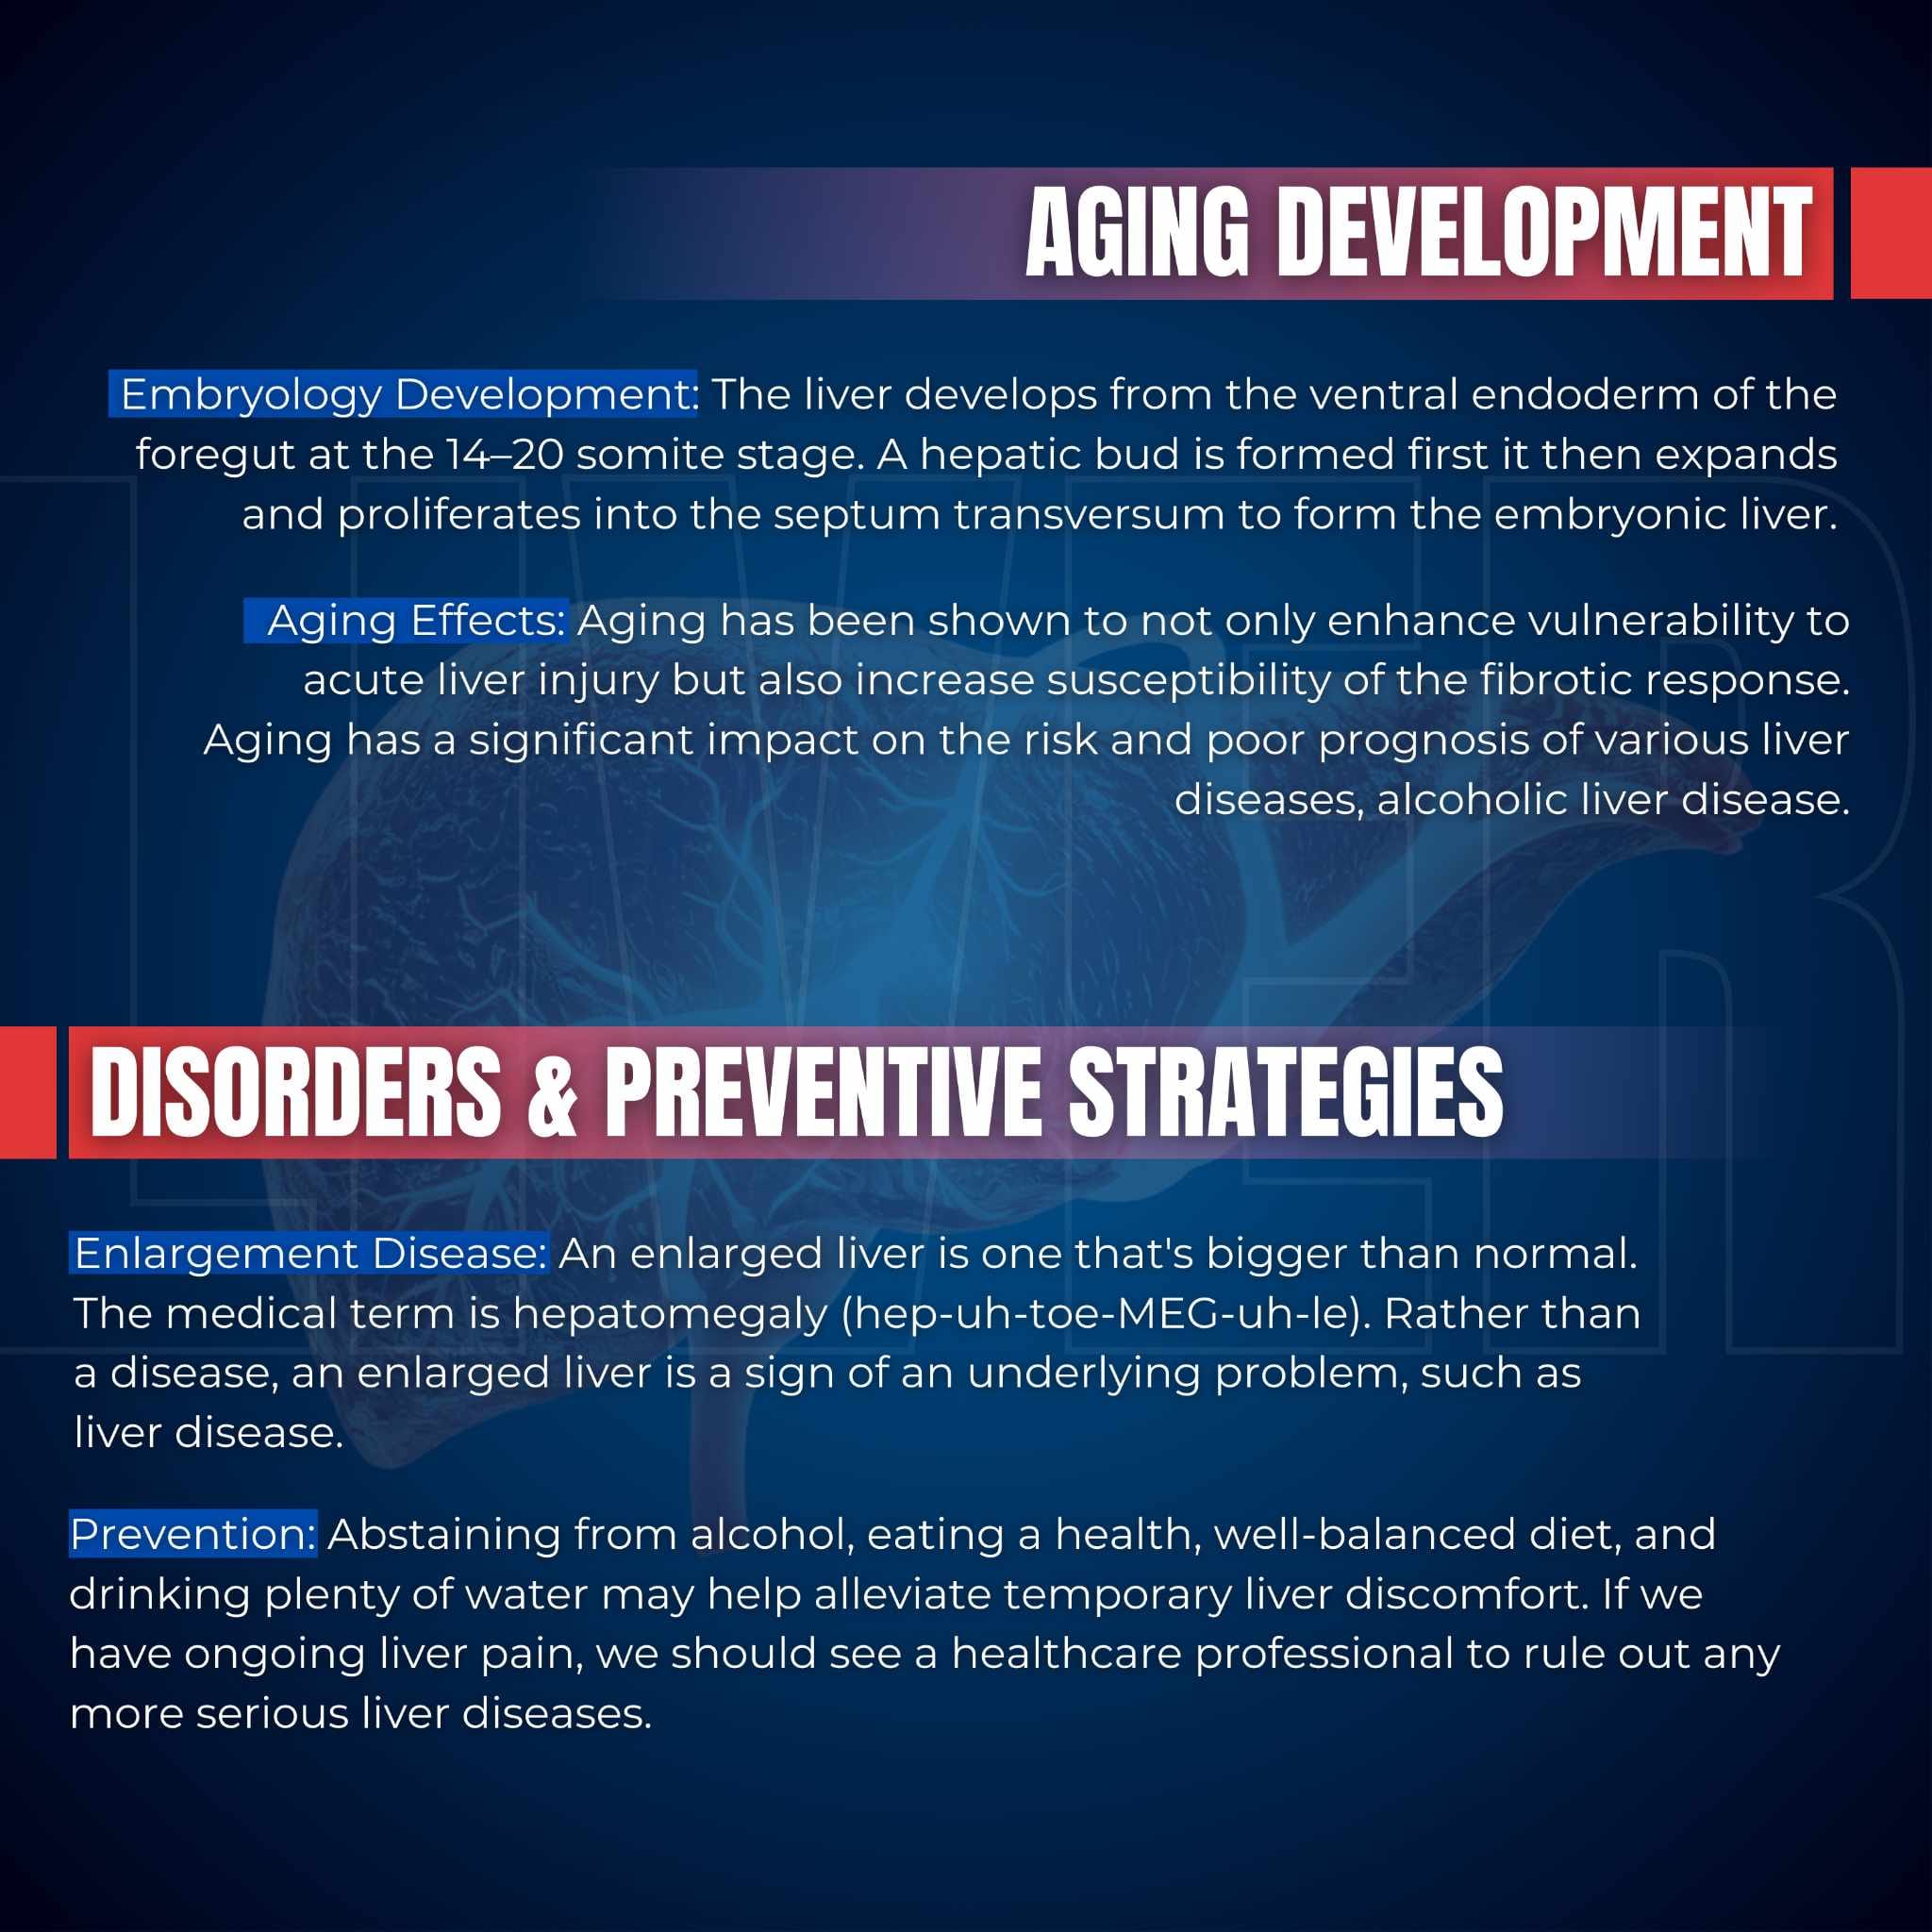 AGING DEVELOPMENT
Embryology Development: The liver develops from the ventral endoderm of the
foregut at the 14–20 somite stage. A hepatic bud is formed first it then expands
and proliferates into the septum transversum to form the embryonic liver.
Aging Effects: Aging has been shown to not only enhance vulnerability to
acute liver injury but also increase susceptibility of the fibrotic response.
Aging has a significant impact on the risk and poor prognosis of various liver
diseases, alcoholic liver disease.
LIVER
DISORDERS & PREVENTIVE STRATEGIES
Enlargement Disease: An enlarged liver is one that's bigger than normal.
The medical term is hepatomegaly (hep-uh-toe-MEG-uh-le). Rather than
a disease, an enlarged liver is a sign of an underlying problem, such as
liver disease.
Prevention: Abstaining from alcohol, eating a health, well-balanced diet, and
drinking plenty of water may help alleviate temporary liver discomfort. If we
have ongoing liver pain, we should see a healthcare professional to rule out any
more serious liver diseases.